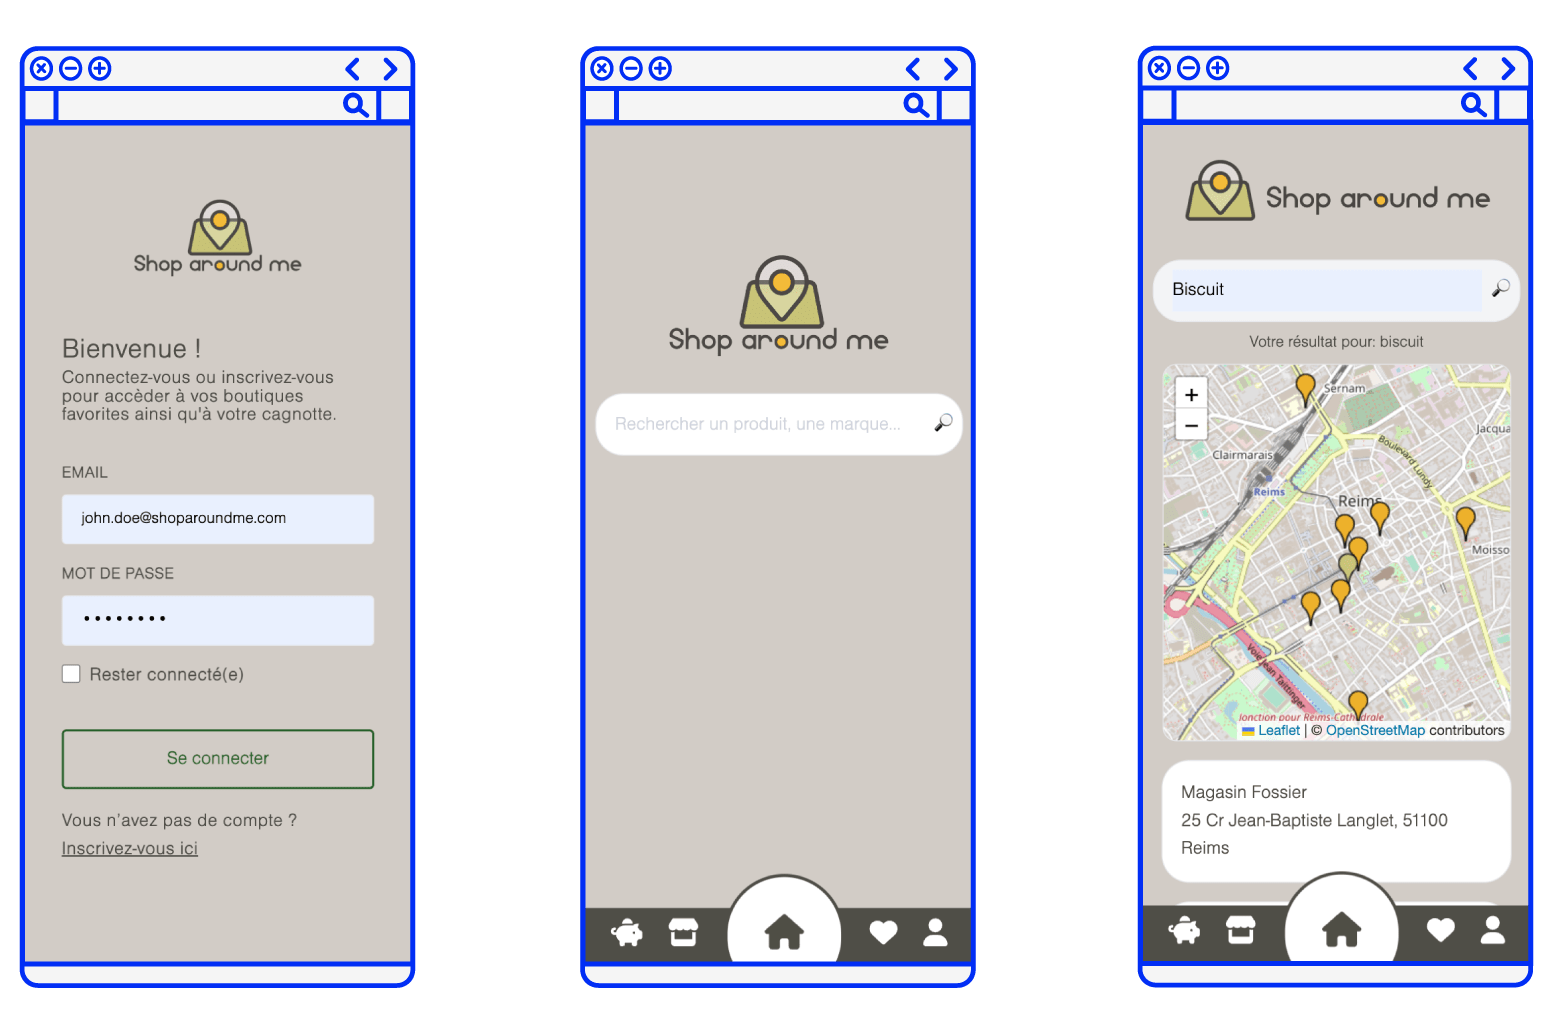 Shop around me
Bienvenue !
Connectez-vous ou inscrivez-vous
pour accèder à vos boutiques
favorites ainsi qu'à votre cagnotte.
EMAIL
john.doe@shoparoundme.com
MOT DE PASSE
••••••••
Rester connecté(e)
Se connecter
Vous n'avez pas de compte ?
Inscrivez-vous ici
Shop around me
Rechercher un produit, une marque...
Shop around me
Biscuit
Votre résultat pour: biscuit
+
−
Sernam
Jacqua
Boulevard Lundy
Clairmarais
Reims
Reims
Moisso
Voie Jean Taittinger
Jonction pour Reims-Cathédrale
Leaflet | © OpenStreetMap contributors
Magasin Fossier
25 Cr Jean-Baptiste Langlet, 51100
Reims